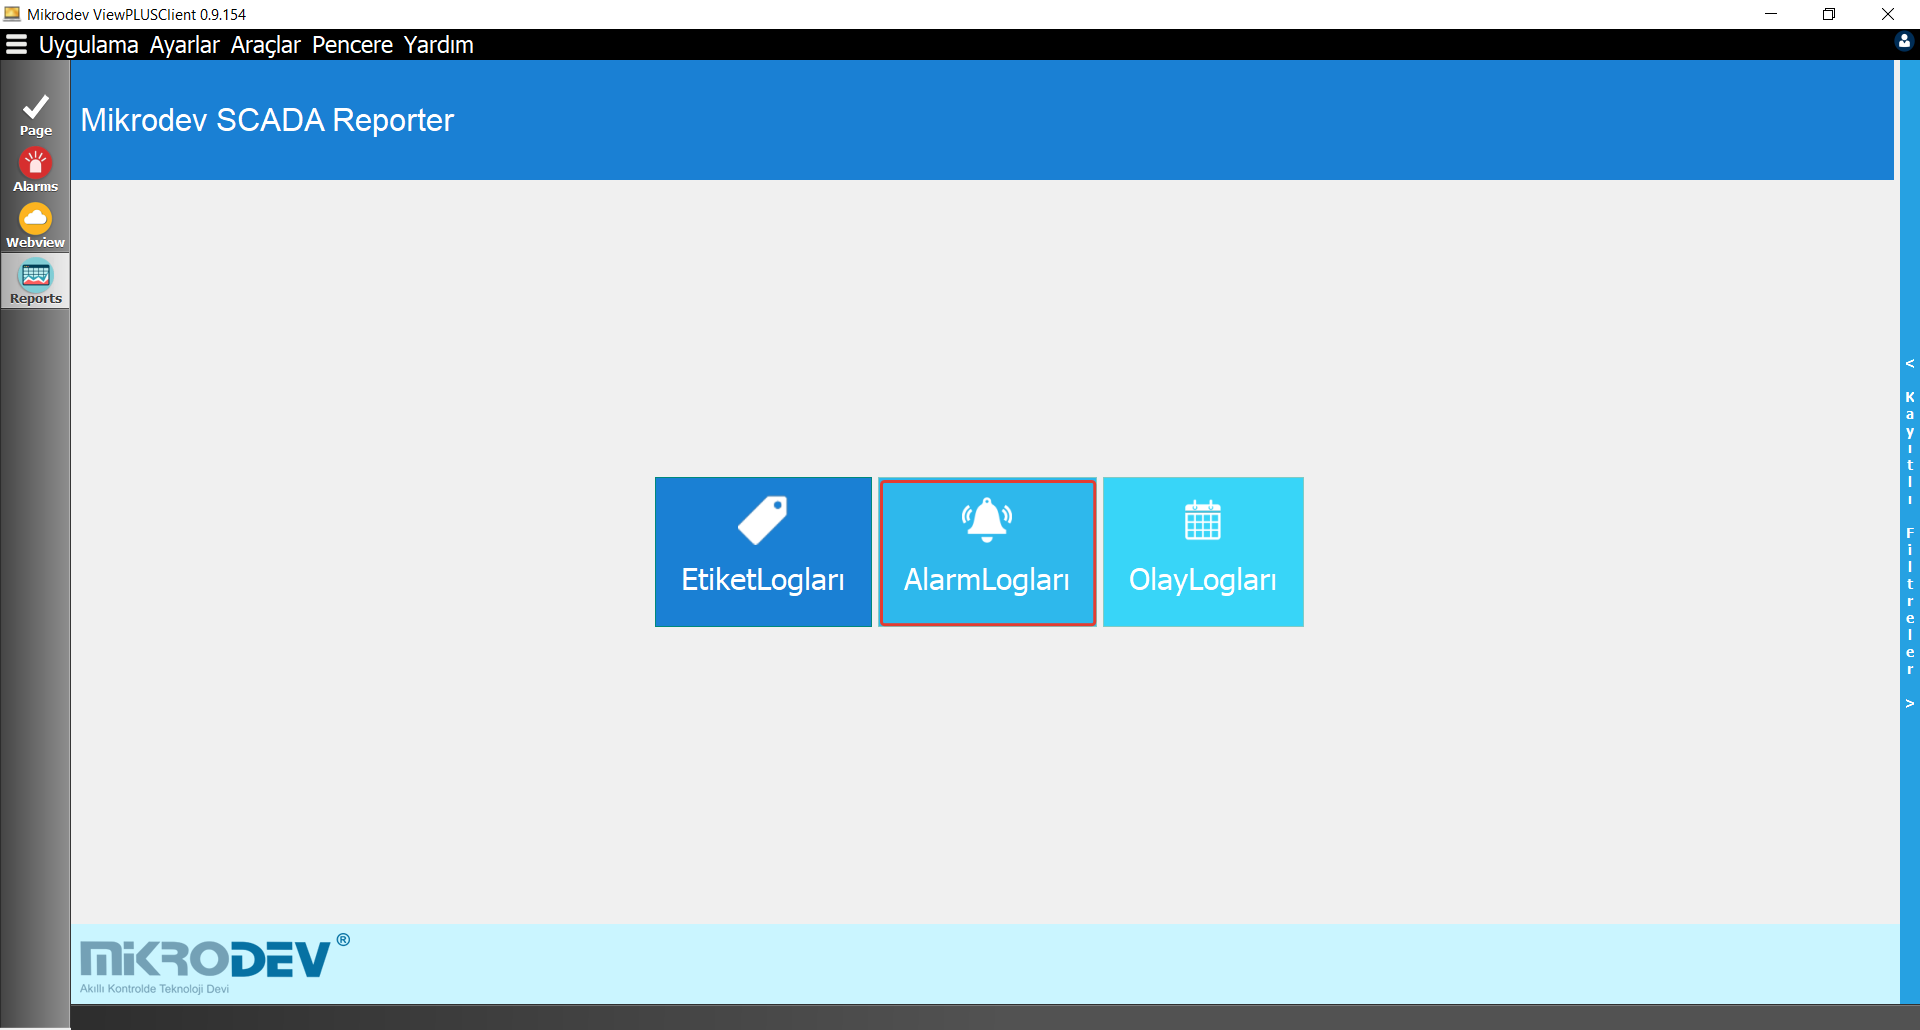 Mikrodev ViewPLUSClient 0.9.154
Uygulama Ayarlar Araçlar Pencere Yardım
Page
Alarms
Webview
Reports
Mikrodev SCADA Reporter
EtiketLogları
AlarmLogları
OlayLogları
< Kayıtlı Filtreler >
MiKRODEV ®
Akıllı Kontrolde Teknoloji Devi